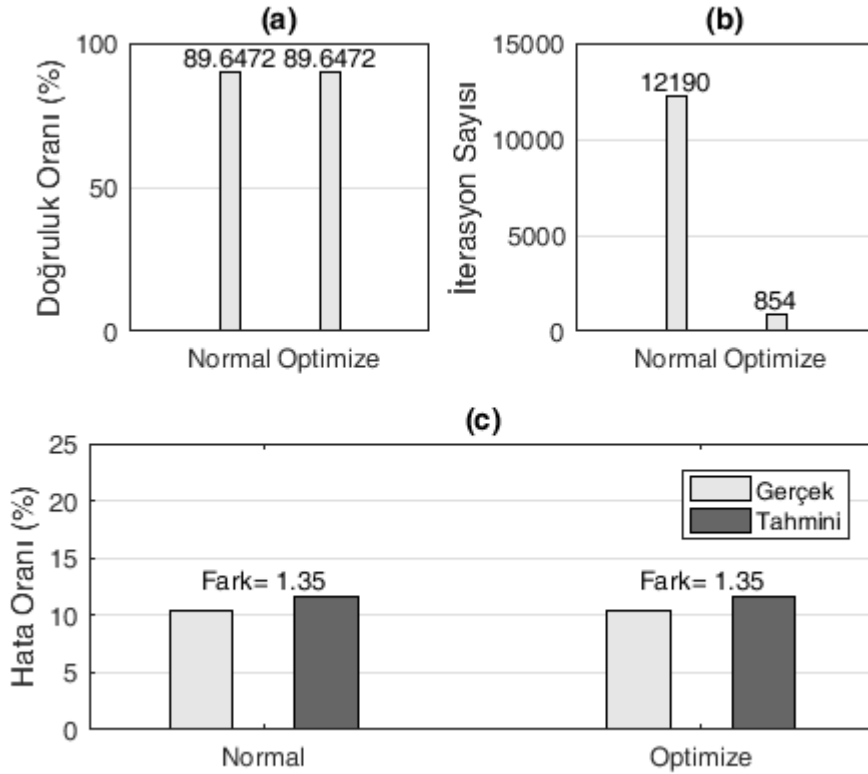 (a)
Doğruluk Oranı (%)
100
50
0
89.6472 89.6472
Normal Optimize
(b)
İterasyon Sayısı
15000
10000
5000
0
12190
854
Normal Optimize
(c)
Hata Oranı (%)
25
20
15
10
5
0
Gerçek
Tahmini
Fark= 1.35
Fark= 1.35
Normal
Optimize